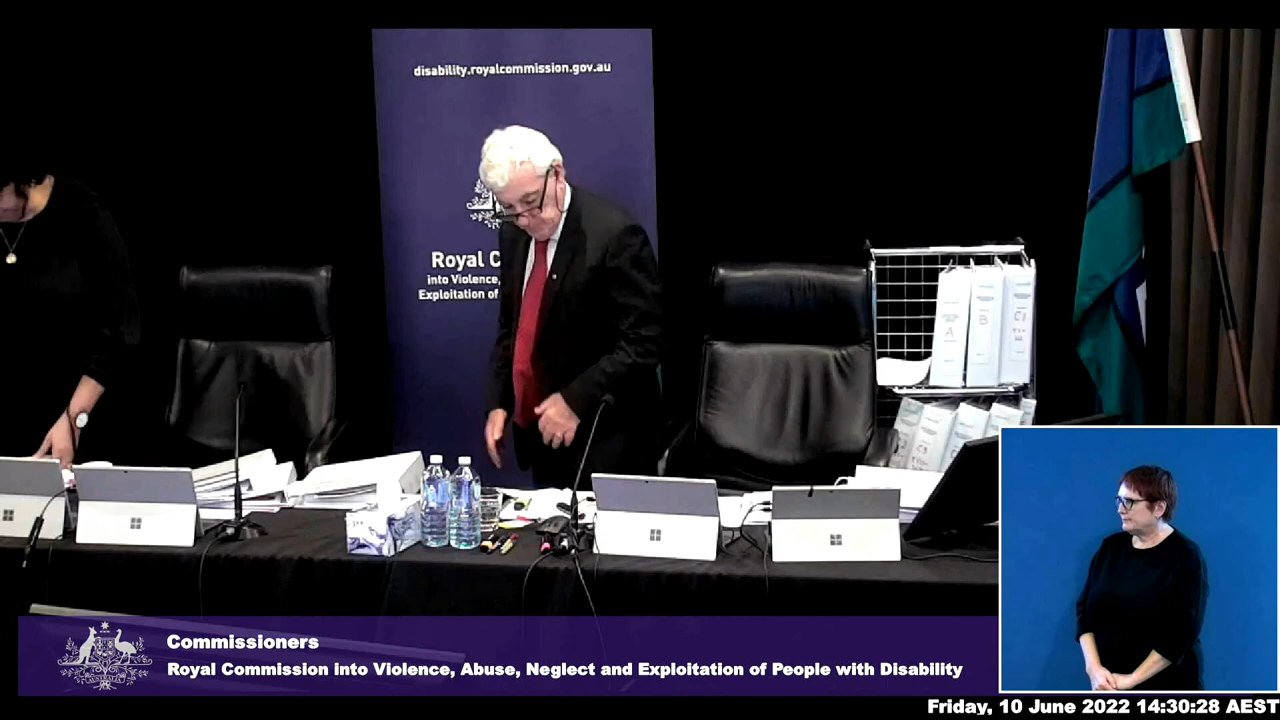 disability.royalcommission.gov.au
Royal C
into Violence,
Exploitation of
A
B
C1
Commissioners
Royal Commission into Violence, Abuse, Neglect and Exploitation of People with Disability
Friday, 10 June 2022 14:30:28 AEST